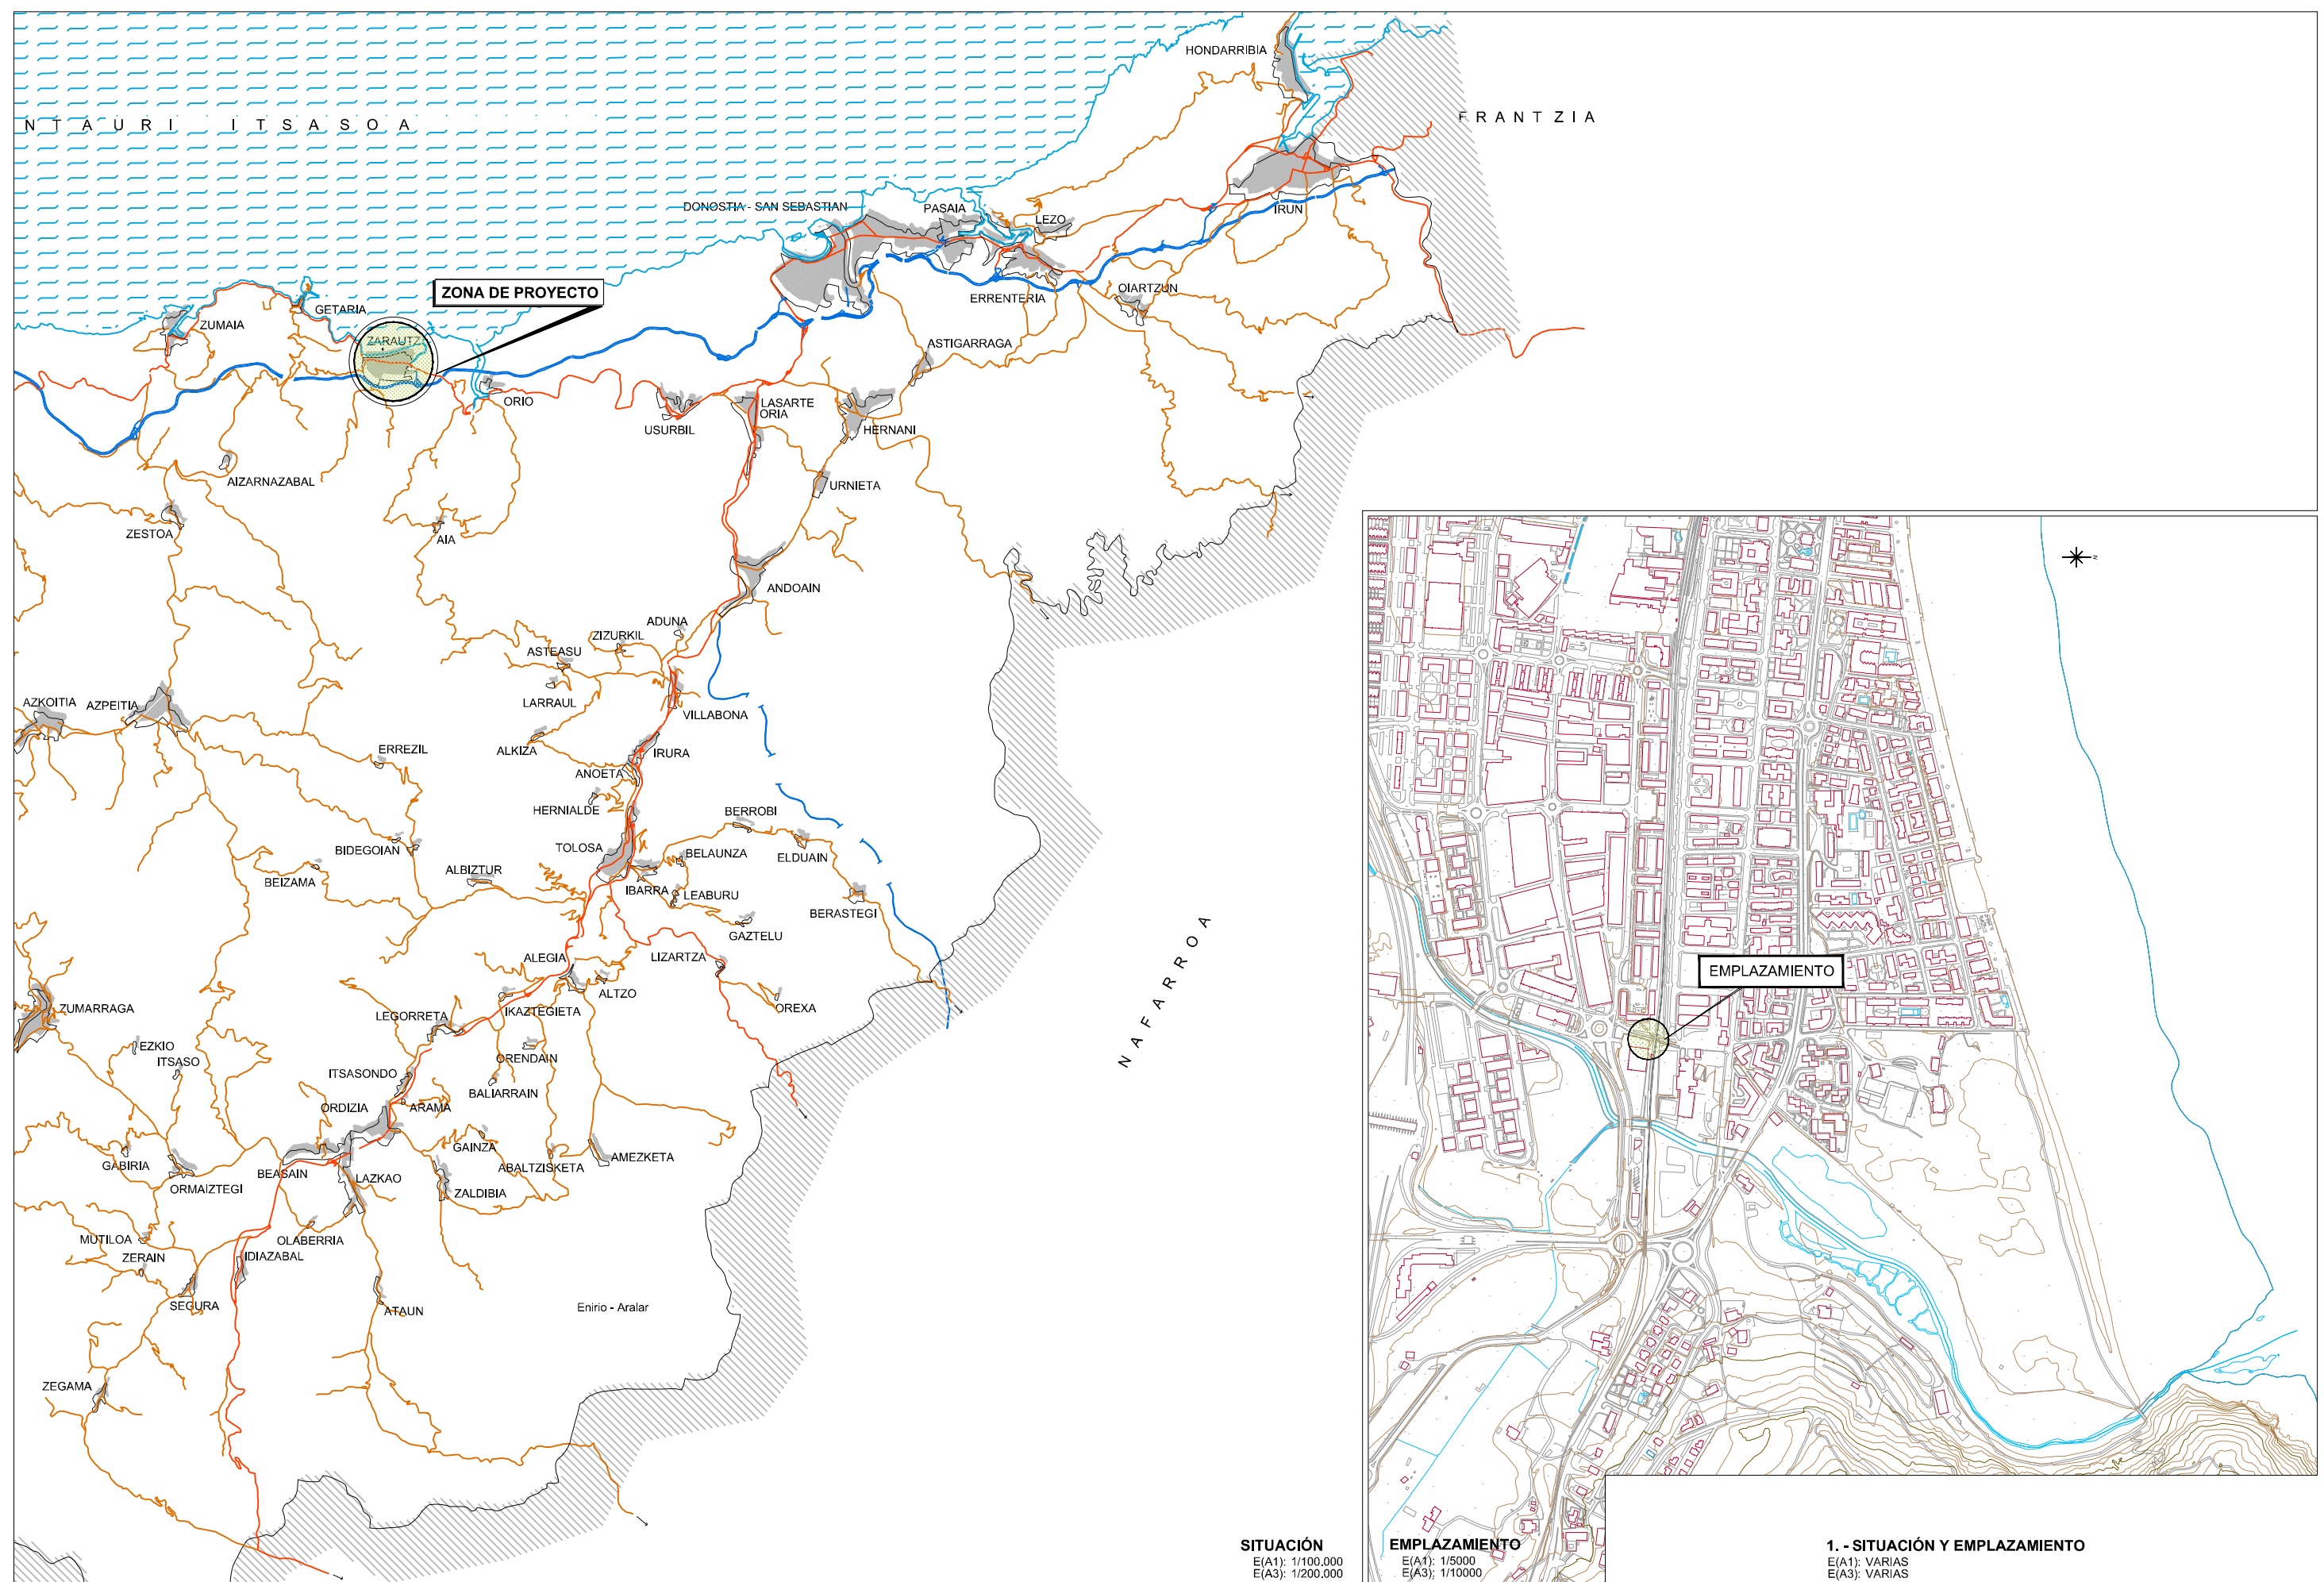 HONDARRIBIA
N T A U R I I T S A S O A
F R A N T Z I A
DONOSTIA - SAN SEBASTIAN
PASAIA
LEZO
IRUN
ZONA DE PROYECTO
GETARIA
ZUMAIA
ZARAUTZ
ERRENTERIA
OIARTZUN
ASTIGARRAGA
ORIO
USURBIL
LASARTE
ORIA
HERNANI
AIZARNAZABAL
URNIETA
ZESTOA
AIA
N
ANDOAIN
ADUNA
ZIZURKIL
ASTEASU
LARRAUL
VILLABONA
AZKOITIA
AZPEITIA
ERREZIL
ALKIZA
IRURA
ANOETA
HERNIALDE
BERROBI
BIDEGOIAN
TOLOSA
BELAUNZA
ELDUAIN
BEIZAMA
ALBIZTUR
IBARRA
LEABURU
BERASTEGI
GAZTELU
ALEGIA
LIZARTZA
N A F A R R O A
EMPLAZAMIENTO
ALTZO
OREXA
ZUMARRAGA
LEGORRETA
IKAZTEGIETA
EZKIO
ITSASO
ORENDAIN
ITSASONDO
BALIARRAIN
ORDIZIA
ARAMA
GAINZA
GABIRIA
BEASAIN
ABALTZISKETA
AMEZKETA
ORMAIZTEGI
LAZKAO
ZALDIBIA
MUTILOA
OLABERRIA
ZERAIN
IDIAZABAL
SEGURA
ATAUN
Enirio - Aralar
ZEGAMA
SITUACIÓN
E(A1): 1/100.000
E(A3): 1/200.000
EMPLAZAMIENTO
E(A1): 1/5000
E(A3): 1/10000
1. - SITUACIÓN Y EMPLAZAMIENTO
E(A1): VARIAS
E(A3): VARIAS